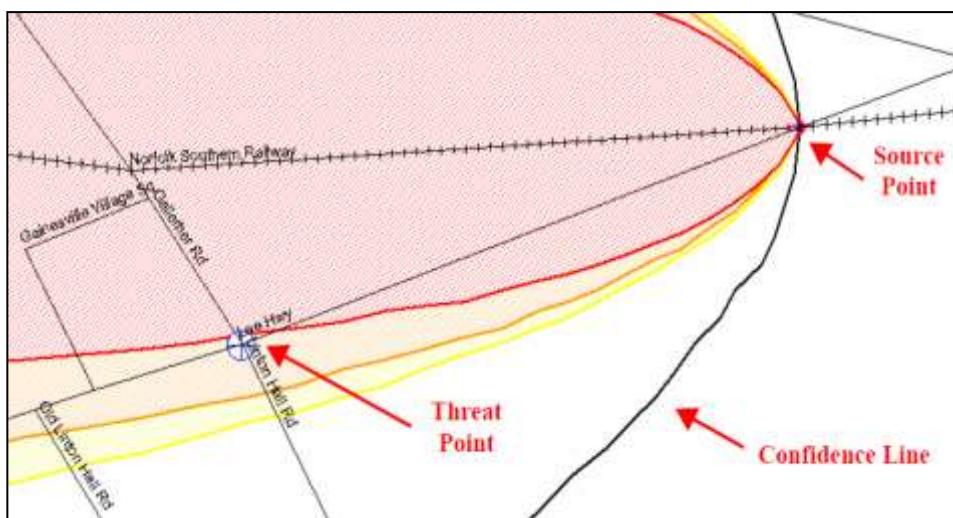 Norfolk Southern Railway
Source
Point
Gainesville Village Sq
Gallerher Rd
Lee Hwy
Linton Hall Rd
Threat
Point
Old Linton Hall Rd
Confidence Line